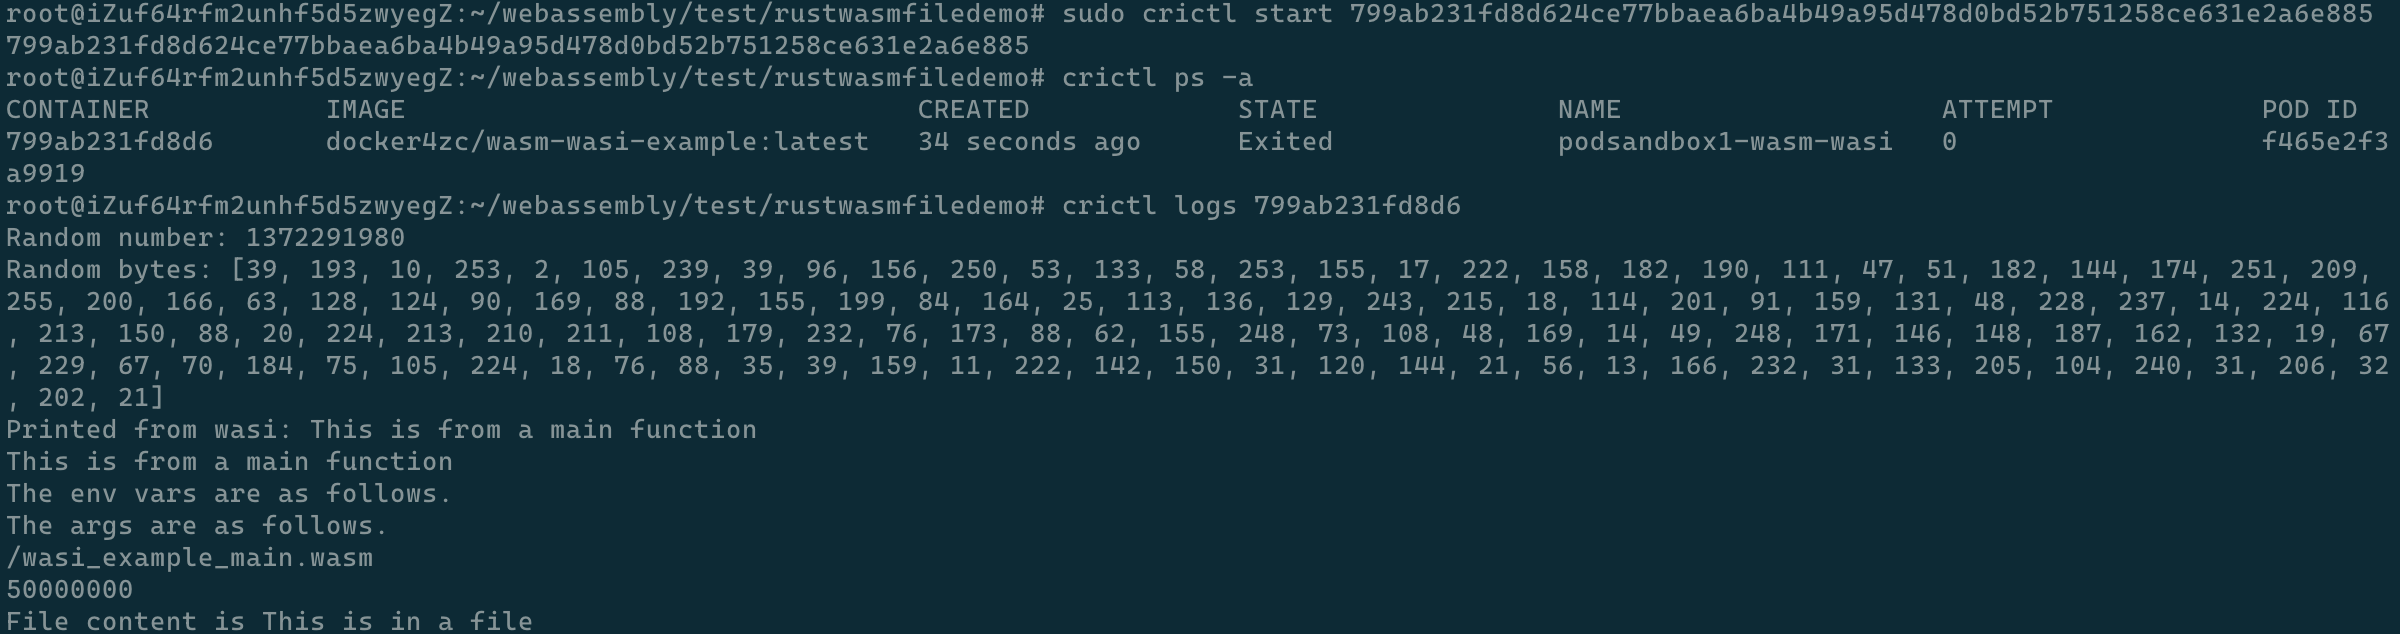 root@iZuf64rfm2unhf5d5zwyegZ:~/webassembly/test/rustwasmfiledemo# sudo crictl start 799ab231fd8d624ce77bbaea6ba4b49a95d478d0bd52b751258ce631e2a6e885
799ab231fd8d624ce77bbaea6ba4b49a95d478d0bd52b751258ce631e2a6e885
root@iZuf64rfm2unhf5d5zwyegZ:~/webassembly/test/rustwasmfiledemo# crictl ps -a
CONTAINER           IMAGE                                CREATED             STATE               NAME                    ATTEMPT             POD ID
799ab231fd8d6       docker4zc/wasm-wasi-example:latest   34 seconds ago      Exited              podsandbox1-wasm-wasi   0                   f465e2f3
a9919
root@iZuf64rfm2unhf5d5zwyegZ:~/webassembly/test/rustwasmfiledemo# crictl logs 799ab231fd8d6
Random number: 1372291980
Random bytes: [39, 193, 10, 253, 2, 105, 239, 39, 96, 156, 250, 53, 133, 58, 253, 155, 17, 222, 158, 182, 190, 111, 47, 51, 182, 144, 174, 251, 209,
255, 200, 166, 63, 128, 124, 90, 169, 88, 192, 155, 199, 84, 164, 25, 113, 136, 129, 243, 215, 18, 114, 201, 91, 159, 131, 48, 228, 237, 14, 224, 116
, 213, 150, 88, 20, 224, 213, 210, 211, 108, 179, 232, 76, 173, 88, 62, 155, 248, 73, 108, 48, 169, 14, 49, 248, 171, 146, 148, 187, 162, 132, 19, 67
, 229, 67, 70, 184, 75, 105, 224, 18, 76, 88, 35, 39, 159, 11, 222, 142, 150, 31, 120, 144, 21, 56, 13, 166, 232, 31, 133, 205, 104, 240, 31, 206, 32
, 202, 21]
Printed from wasi: This is from a main function
This is from a main function
The env vars are as follows.
The args are as follows.
/wasi_example_main.wasm
50000000
File content is This is in a file